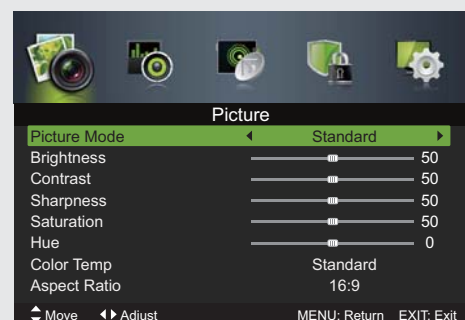 Picture
Picture Mode Standard
Brightness 50
Contrast 50
Sharpness 50
Saturation 50
Hue 0
Color Temp Standard
Aspect Ratio 16:9
Move Adjust MENU: Return EXIT: Exit